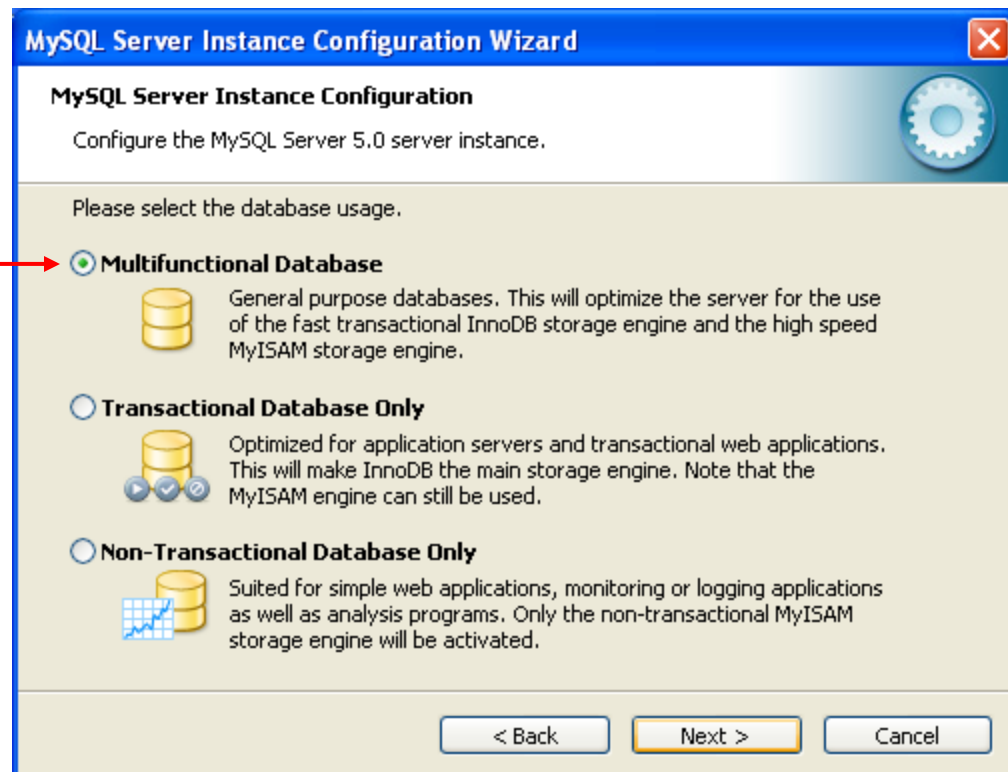 MySQL Server Instance Configuration Wizard
MySQL Server Instance Configuration
Configure the MySQL Server 5.0 server instance.
Please select the database usage.
Multifunctional Database
General purpose databases. This will optimize the server for the use
of the fast transactional InnoDB storage engine and the high speed
MyISAM storage engine.
Transactional Database Only
Optimized for application servers and transactional web applications.
This will make InnoDB the main storage engine. Note that the
MyISAM engine can still be used.
Non-Transactional Database Only
Suited for simple web applications, monitoring or logging applications
as well as analysis programs. Only the non-transactional MyISAM
storage engine will be activated.
< Back Next > Cancel